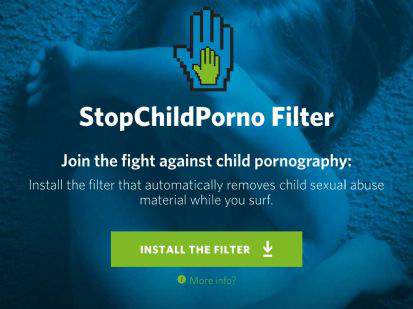 StopChildPorno Filter
Join the fight against child pornography:
Install the filter that automatically removes child sexual abuse
material while you surf.
INSTALL THE FILTER
More info?